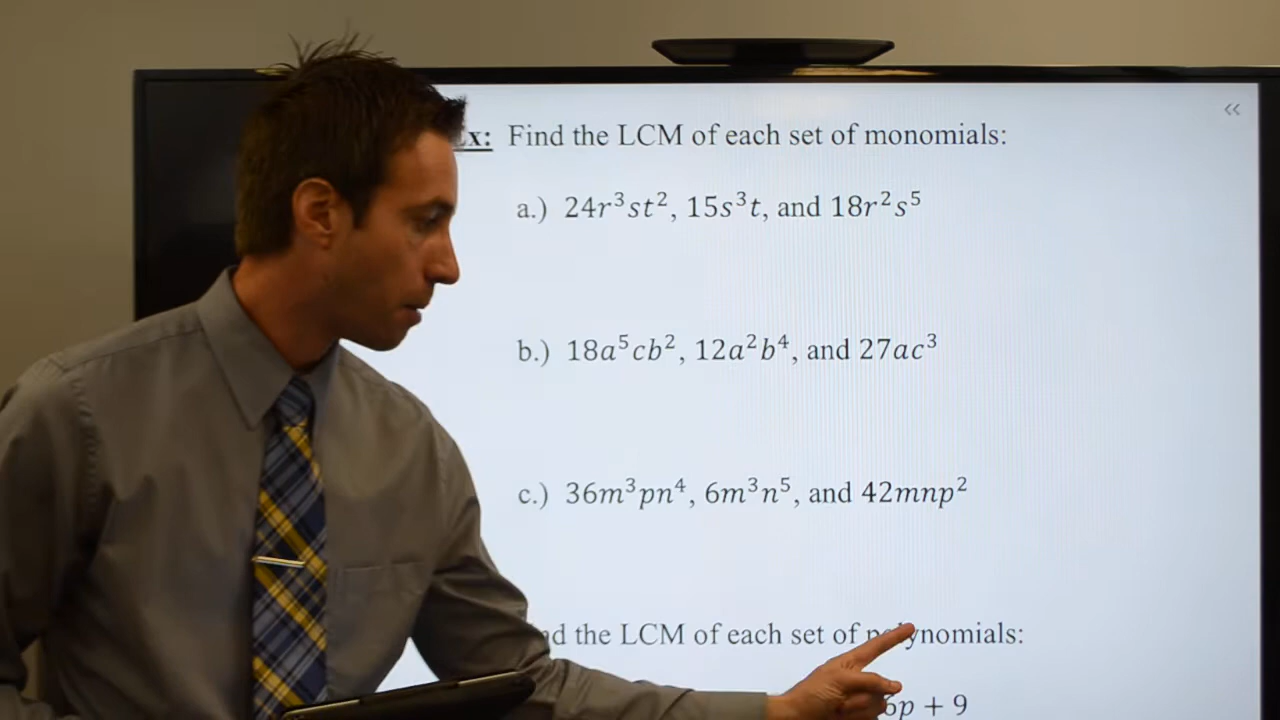 Find the LCM of each set of monomials:
a.) 24r³st², 15s³t, and 18r²s⁵
b.) 18a⁵cb², 12a²b⁴, and 27ac³
c.) 36m³pn⁴, 6m³n⁵, and 42mnp²
the LCM of each set of polynomials:
6p + 9